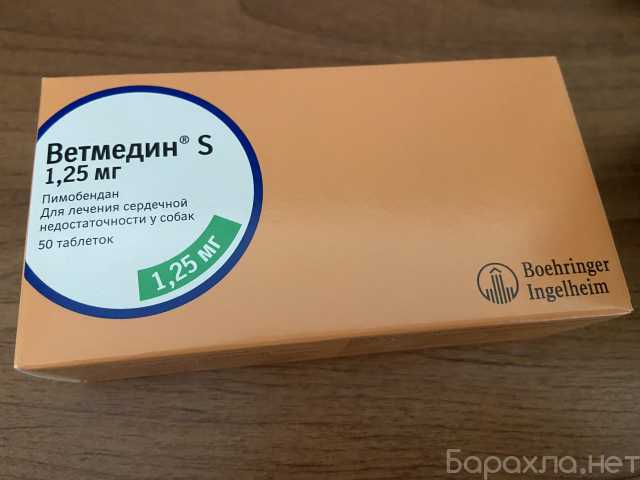 Ветмедин® S
1,25 мг
Пимобендан
Для лечения сердечной
недостаточности у собак
50 таблеток
1,25 мг
Boehringer
Ingelheim
Барахла.нет